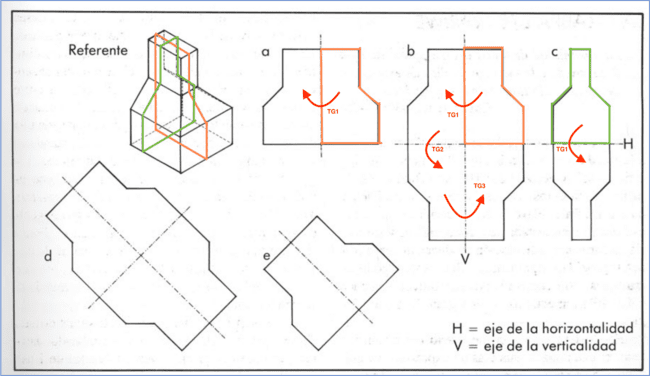 Referente
a
b
c
TG1
TG1
TG2
TG1
H
TG3
d
e
V
H = eje de la horizontalidad
V = eje de la verticalidad